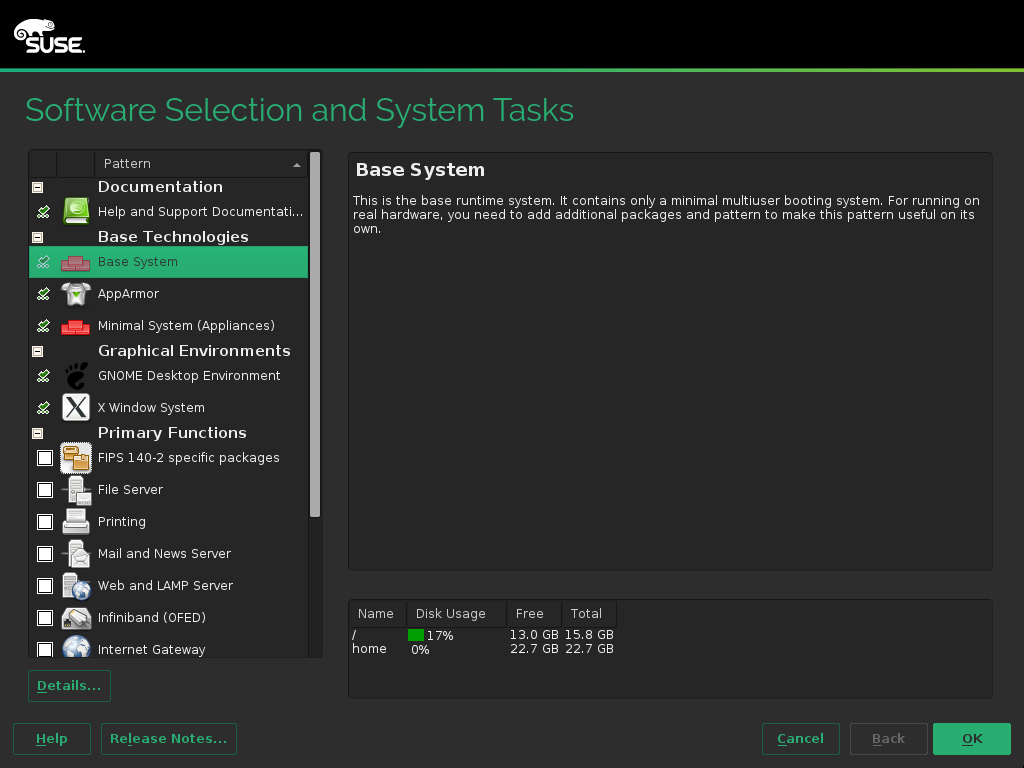 SUSE.
Software Selection and System Tasks
Pattern
Documentation
Help and Support Documentati...
Base Technologies
Base System
AppArmor
Minimal System (Appliances)
Graphical Environments
GNOME Desktop Environment
X Window System
Primary Functions
FIPS 140-2 specific packages
File Server
Printing
Mail and News Server
Web and LAMP Server
Infiniband (OFED)
Internet Gateway
Details...
Base System
This is the base runtime system. It contains only a minimal multiuser booting system. For running on
real hardware, you need to add additional packages and pattern to make this pattern useful on its
own.
Name Disk Usage Free Total
/ 17% 13.0 GB 15.8 GB
home 0% 22.7 GB 22.7 GB
Help Release Notes... Cancel Back OK